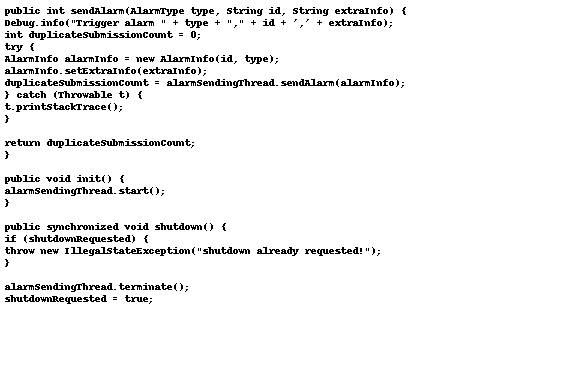 public int sendAlarm(AlarmType type, String id, String extraInfo) {
Debug.info("Trigger alarm " + type + "," + id + ',' + extraInfo);
int duplicateSubmissionCount = 0;
try {
AlarmInfo alarmInfo = new AlarmInfo(id, type);
alarmInfo.setExtraInfo(extraInfo);
duplicateSubmissionCount = alarmSendingThread.sendAlarm(alarmInfo);
} catch (Throwable t) {
t.printStackTrace();
}

return duplicateSubmissionCount;
}

public void init() {
alarmSendingThread.start();
}

public synchronized void shutdown() {
if (shutdownRequested) {
throw new IllegalStateException("shutdown already requested!");
}

alarmSendingThread.terminate();
shutdownRequested = true;